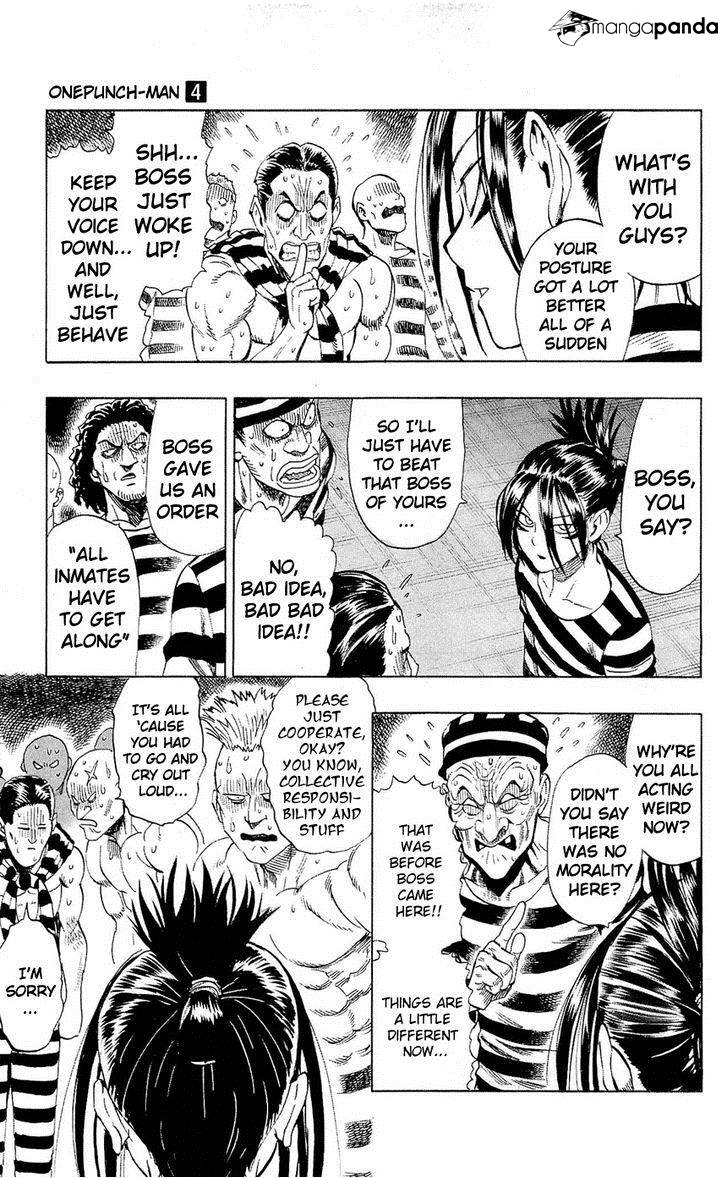 mangapanda
ONEPUNCH-MAN 4
WHAT'S
WITH
YOU
GUYS?
YOUR
POSTURE
GOT A LOT
BETTER
ALL OF A
SUDDEN
SHH...
BOSS
JUST
WOKE
UP!
KEEP
YOUR
VOICE
DOWN...
AND
WELL,
JUST
BEHAVE
BOSS,
YOU
SAY?
SO I'LL
JUST HAVE
TO BEAT
THAT BOSS
OF YOURS
...
NO,
BAD IDEA,
BAD BAD
IDEA!!
BOSS
GAVE
US AN
ORDER
"ALL
INMATES
HAVE TO
GET
ALONG"
WHY'RE
YOU ALL
ACTING
WEIRD
NOW?
DIDN'T
YOU SAY
THERE
WAS NO
MORALITY
HERE?
THAT
WAS
BEFORE
BOSS
CAME
HERE!!
THINGS ARE
A LITTLE
DIFFERENT
NOW...
PLEASE
JUST
COOPERATE,
OKAY?
YOU KNOW,
COLLECTIVE
RESPONSI-
BILITY AND
STUFF
IT'S ALL
'CAUSE
YOU HAD
TO GO AND
CRY OUT
LOUD...
I'M
SORRY
...